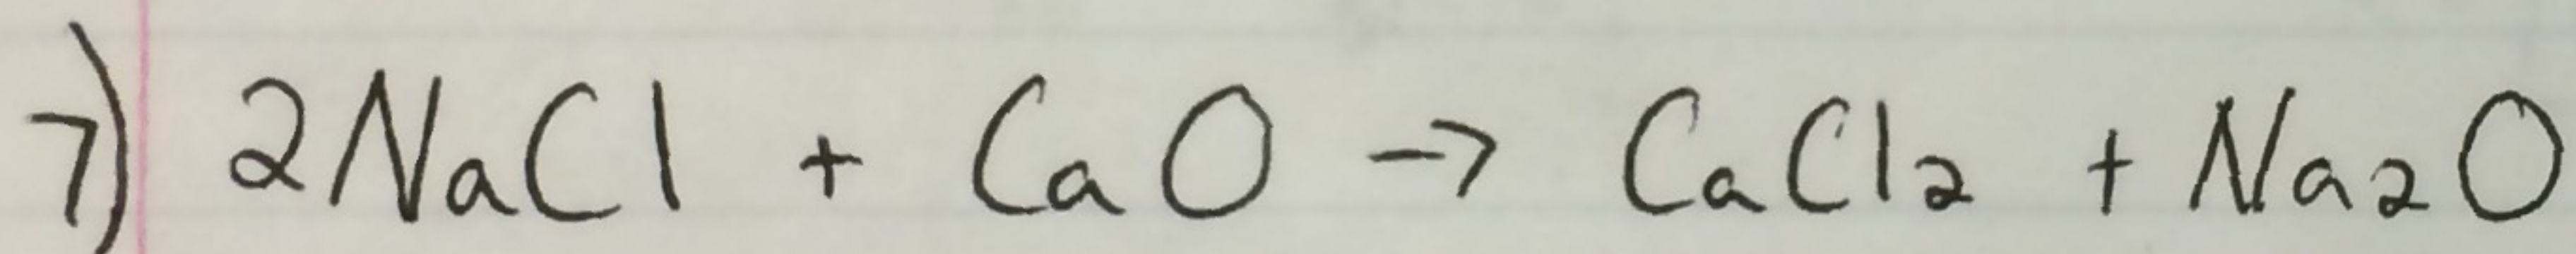 7) 2NaCl + CaO → CaCl₂ + Na₂O